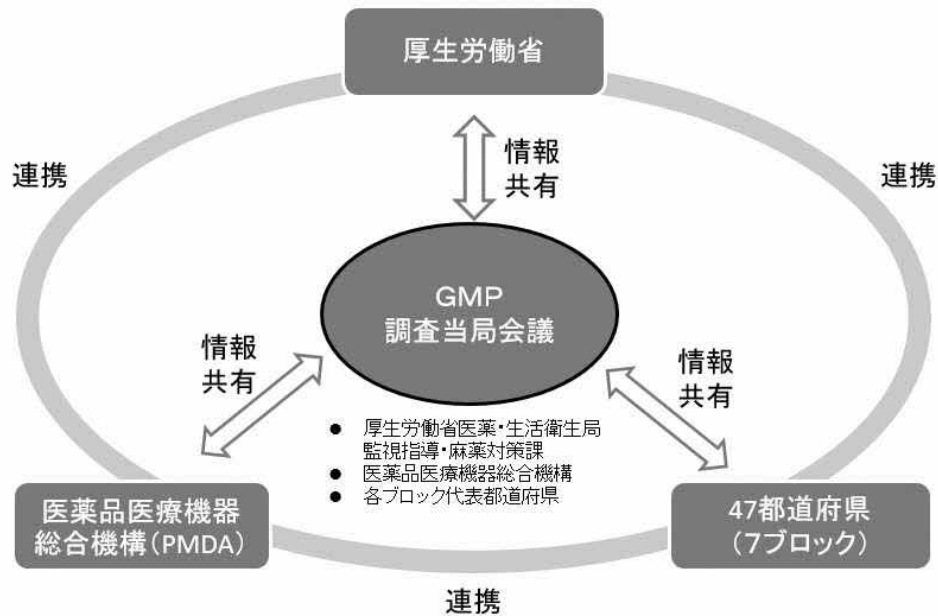 厚生労働省
情報
共有
連携
連携
GMP
調査当局会議
情報
共有
情報
共有
● 厚生労働省医薬・生活衛生局
監視指導・麻薬対策課
● 医薬品医療機器総合機構
● 各ブロック代表都道府県
医薬品医療機器
総合機構(PMDA)
47都道府県
(7ブロック)
連携